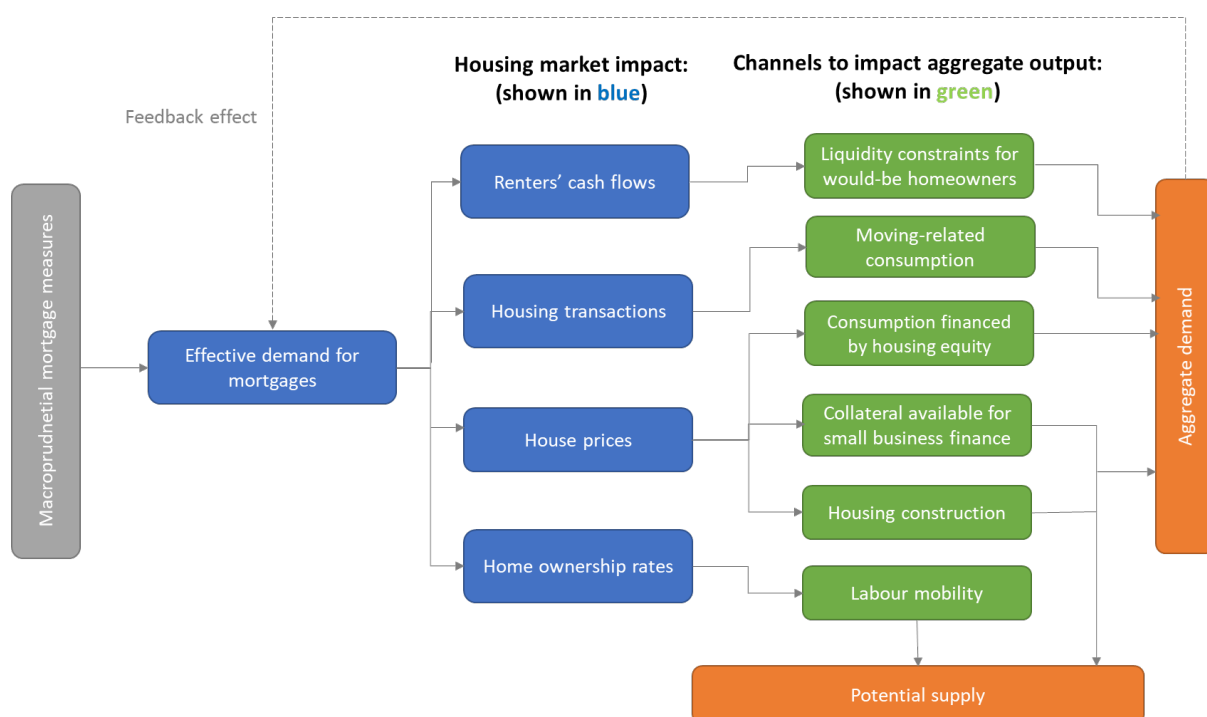 Housing market impact:
(shown in blue)
Channels to impact aggregate output:
(shown in green)
Feedback effect
Macroprudnetial mortgage measures
Effective demand for
mortgages
Renters’ cash flows
Housing transactions
House prices
Home ownership rates
Liquidity constraints for
would-be homeowners
Moving-related
consumption
Consumption financed
by housing equity
Collateral available for
small business finance
Housing construction
Labour mobility
Aggregate demand
Potential supply